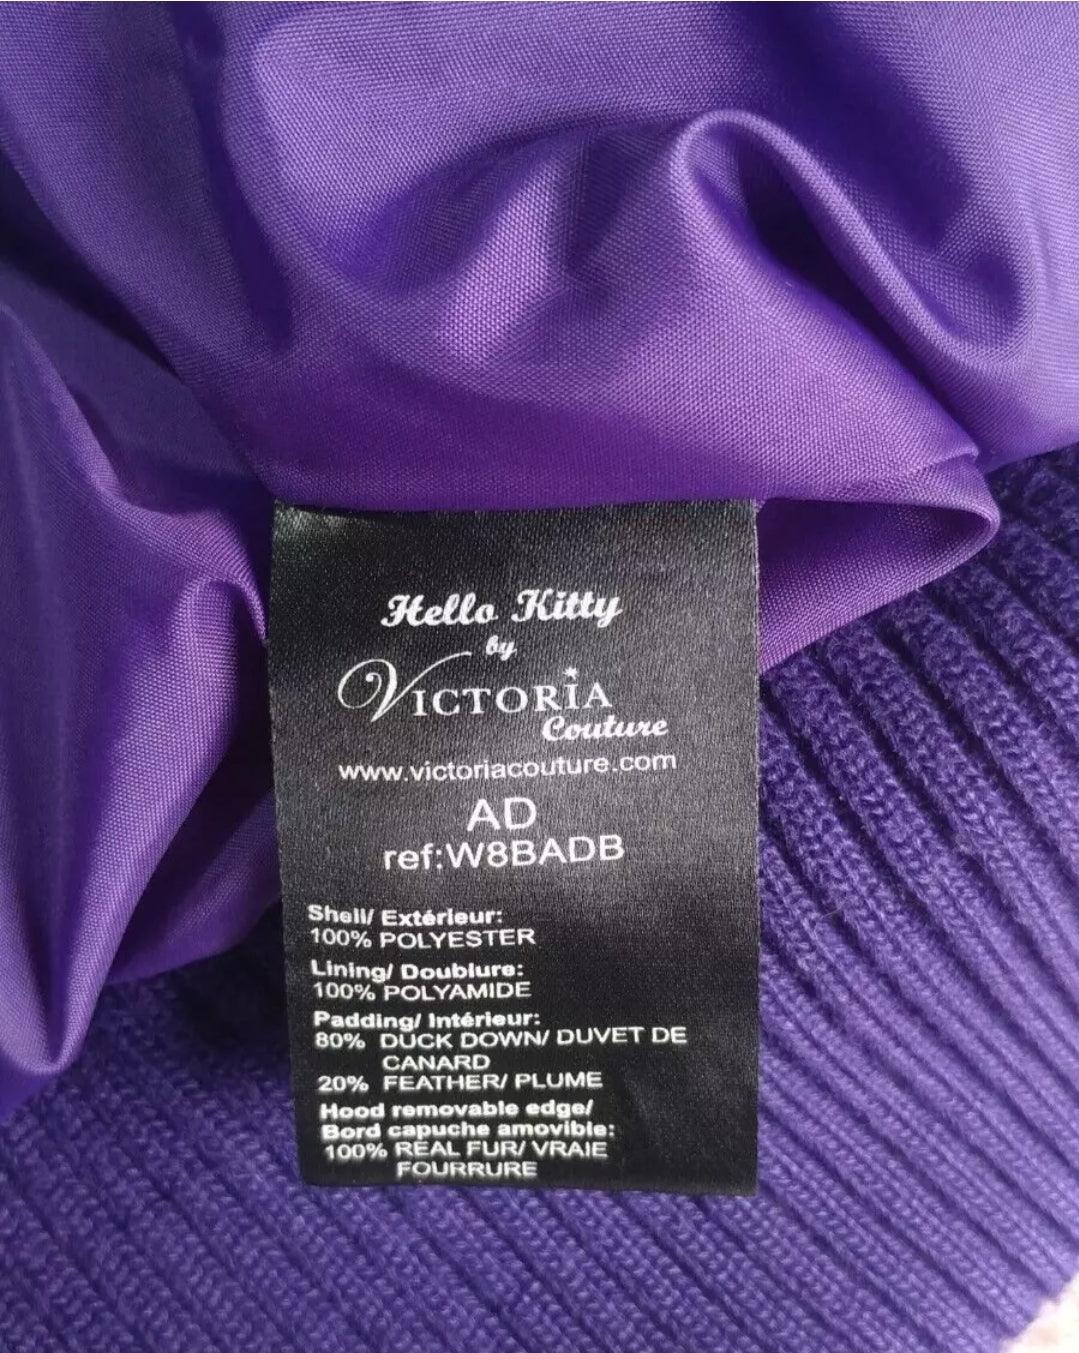 Hello Kitty
by
VICTORIA
Couture
www.victoriacouture.com
AD
ref:W8BADB
Shell/ Extérieur:
100% POLYESTER
Lining/ Doublure:
100% POLYAMIDE
Padding/ Intérieur:
80% DUCK DOWN/ DUVET DE
CANARD
20% FEATHER/ PLUME
Hood removable edge/
Bord capuche amovible:
100% REAL FUR/ VRAIE
FOURRURE